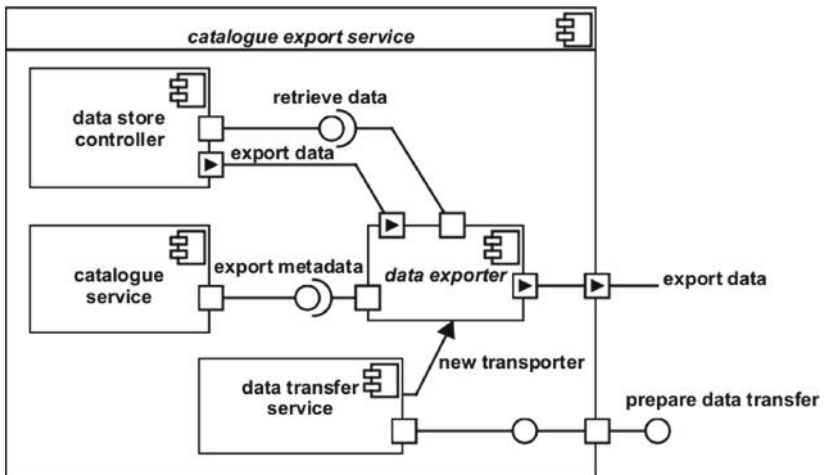 catalogue export service
data store
controller
retrieve data
export data
catalogue
service
export metadata
data exporter
export data
new transporter
data transfer
service
prepare data transfer